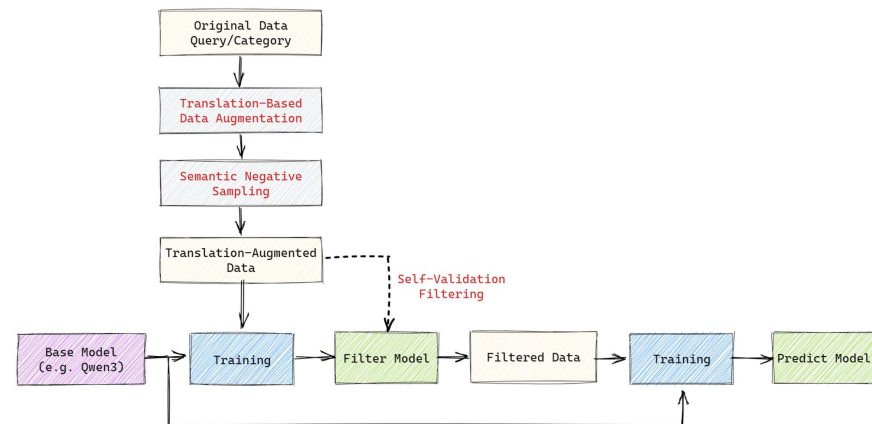 Original Data
Query/Category
Translation-Based
Data Augmentation
Semantic Negative
Sampling
Translation-Augmented
Data
Self-Validation
Filtering
Base Model
(e.g. Qwen3)
Training
Filter Model
Filtered Data
Training
Predict Model